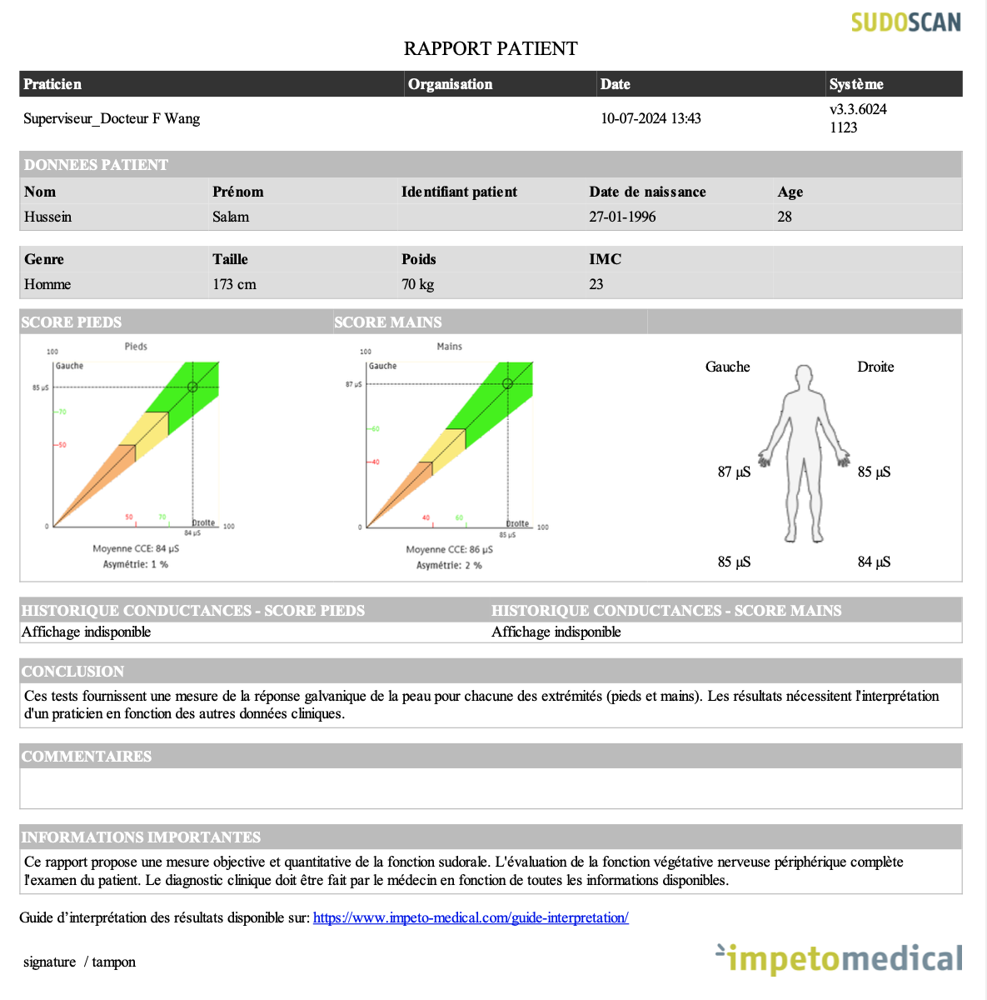 SUDOSCAN
RAPPORT PATIENT
Praticien Organisation Date Système
Superviseur_Docteur F Wang 10-07-2024 13:43 v3.3.6024
1123
DONNEES PATIENT
Nom Prénom Identifiant patient Date de naissance Age
Hussein Salam 27-01-1996 28
Genre Taille Poids IMC
Homme 173 cm 70 kg 23
SCORE PIEDS SCORE MAINS
Pieds
100
Gauche
85 µS
70
50
0
50 70
Droite
100
84 µS
Moyenne CCE: 84 µS
Asymétrie: 1 %
Mains
100
Gauche
87 µS
60
40
0
40 60
Droite
100
85 µS
Moyenne CCE: 86 µS
Asymétrie: 2 %
Gauche Droite
87 µS 85 µS
85 µS 84 µS
HISTORIQUE CONDUCTANCES - SCORE PIEDS HISTORIQUE CONDUCTANCES - SCORE MAINS
Affichage indisponible Affichage indisponible
CONCLUSION
Ces tests fournissent une mesure de la réponse galvanique de la peau pour chacune des extrémités (pieds et mains). Les résultats nécessitent l'interprétation
d'un praticien en fonction des autres données cliniques.
COMMENTAIRES
INFORMATIONS IMPORTANTES
Ce rapport propose une mesure objective et quantitative de la fonction sudorale. L'évaluation de la fonction végétative nerveuse périphérique complète
l'examen du patient. Le diagnostic clinique doit être fait par le médecin en fonction de toutes les informations disponibles.
Guide d’interprétation des résultats disponible sur: https://www.impeto-medical.com/guide-interpretation/
signature / tampon
impetomedical